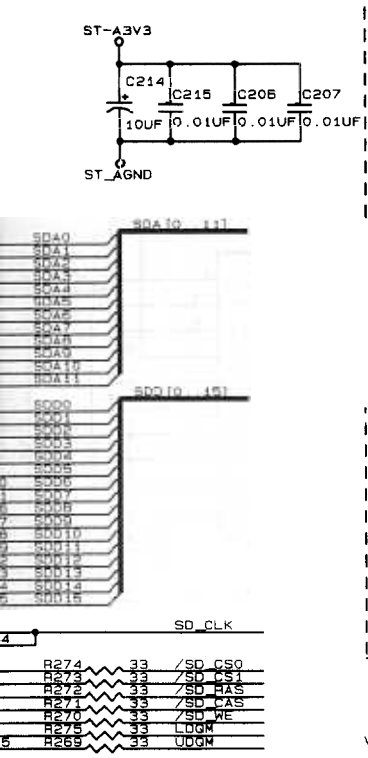 ST-A3V3
C214
C215
C206
C207
10UF
0.01UF
0.01UF
0.01UF
ST_AGND
SDA[0..11]
SDA0
SDA1
SDA2
SDA3
SDA4
SDA5
SDA6
SDA7
SDA8
SDA9
SDA10
SDA11
SDD[0..15]
SDD0
SDD1
SDD2
SDD3
SDD4
SDD5
SDD6
SDD7
SDD8
SDD9
SDD10
SDD11
SDD12
SDD13
SDD14
SDD15
SD_CLK
4
R274 33 /SD_CS0
R273 33 /SD_CS1
R272 33 /SD_RAS
R271 33 /SD_CAS
R270 33 /SD_WE
R275 33 LDQM
5 R269 33 UDQM